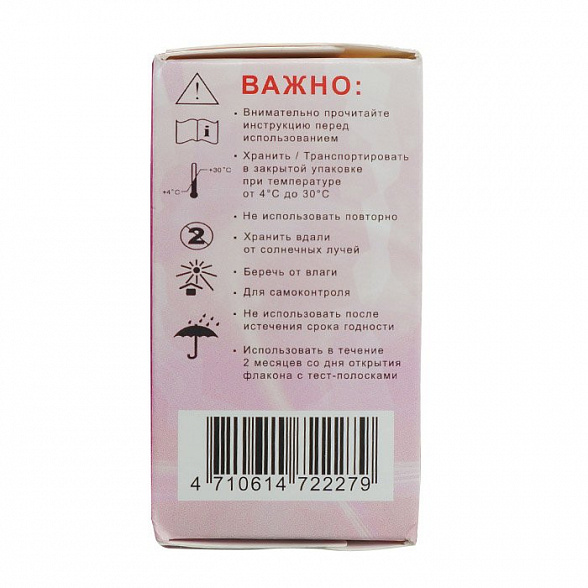 ВАЖНО:
• Внимательно прочитайте
инструкцию перед
использованием
• Хранить / Транспортировать
в закрытой упаковке
при температуре
от 4°C до 30°C
+30°C
+4°C
• Не использовать повторно
2
• Хранить вдали
от солнечных лучей
• Беречь от влаги
• Для самоконтроля
• Не использовать после
истечения срока годности
• Использовать в течение
2 месяцев со дня открытия
флакона с тест-полосками
4 710614 722279